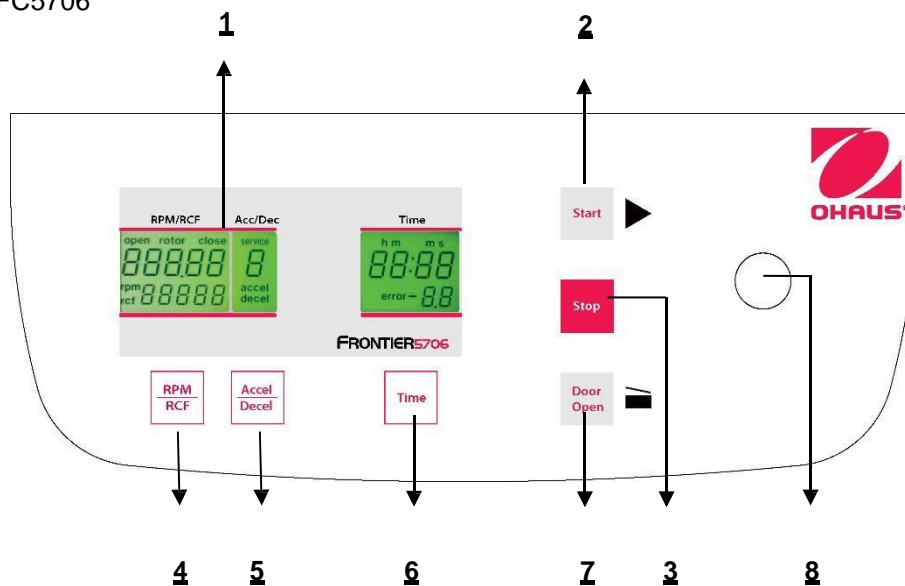 FC5706
1 2
RPM/RCF Acc/Dec Time
open rotor close service h m m s
888.88 8 88:88
rpm
rcf 88888 accel
decel error - 8.8
FRONTIER5706
Start
Stop
Door
Open
OHAUS®
RPM
RCF
Accel
Decel
Time
4 5 6 7 3 8